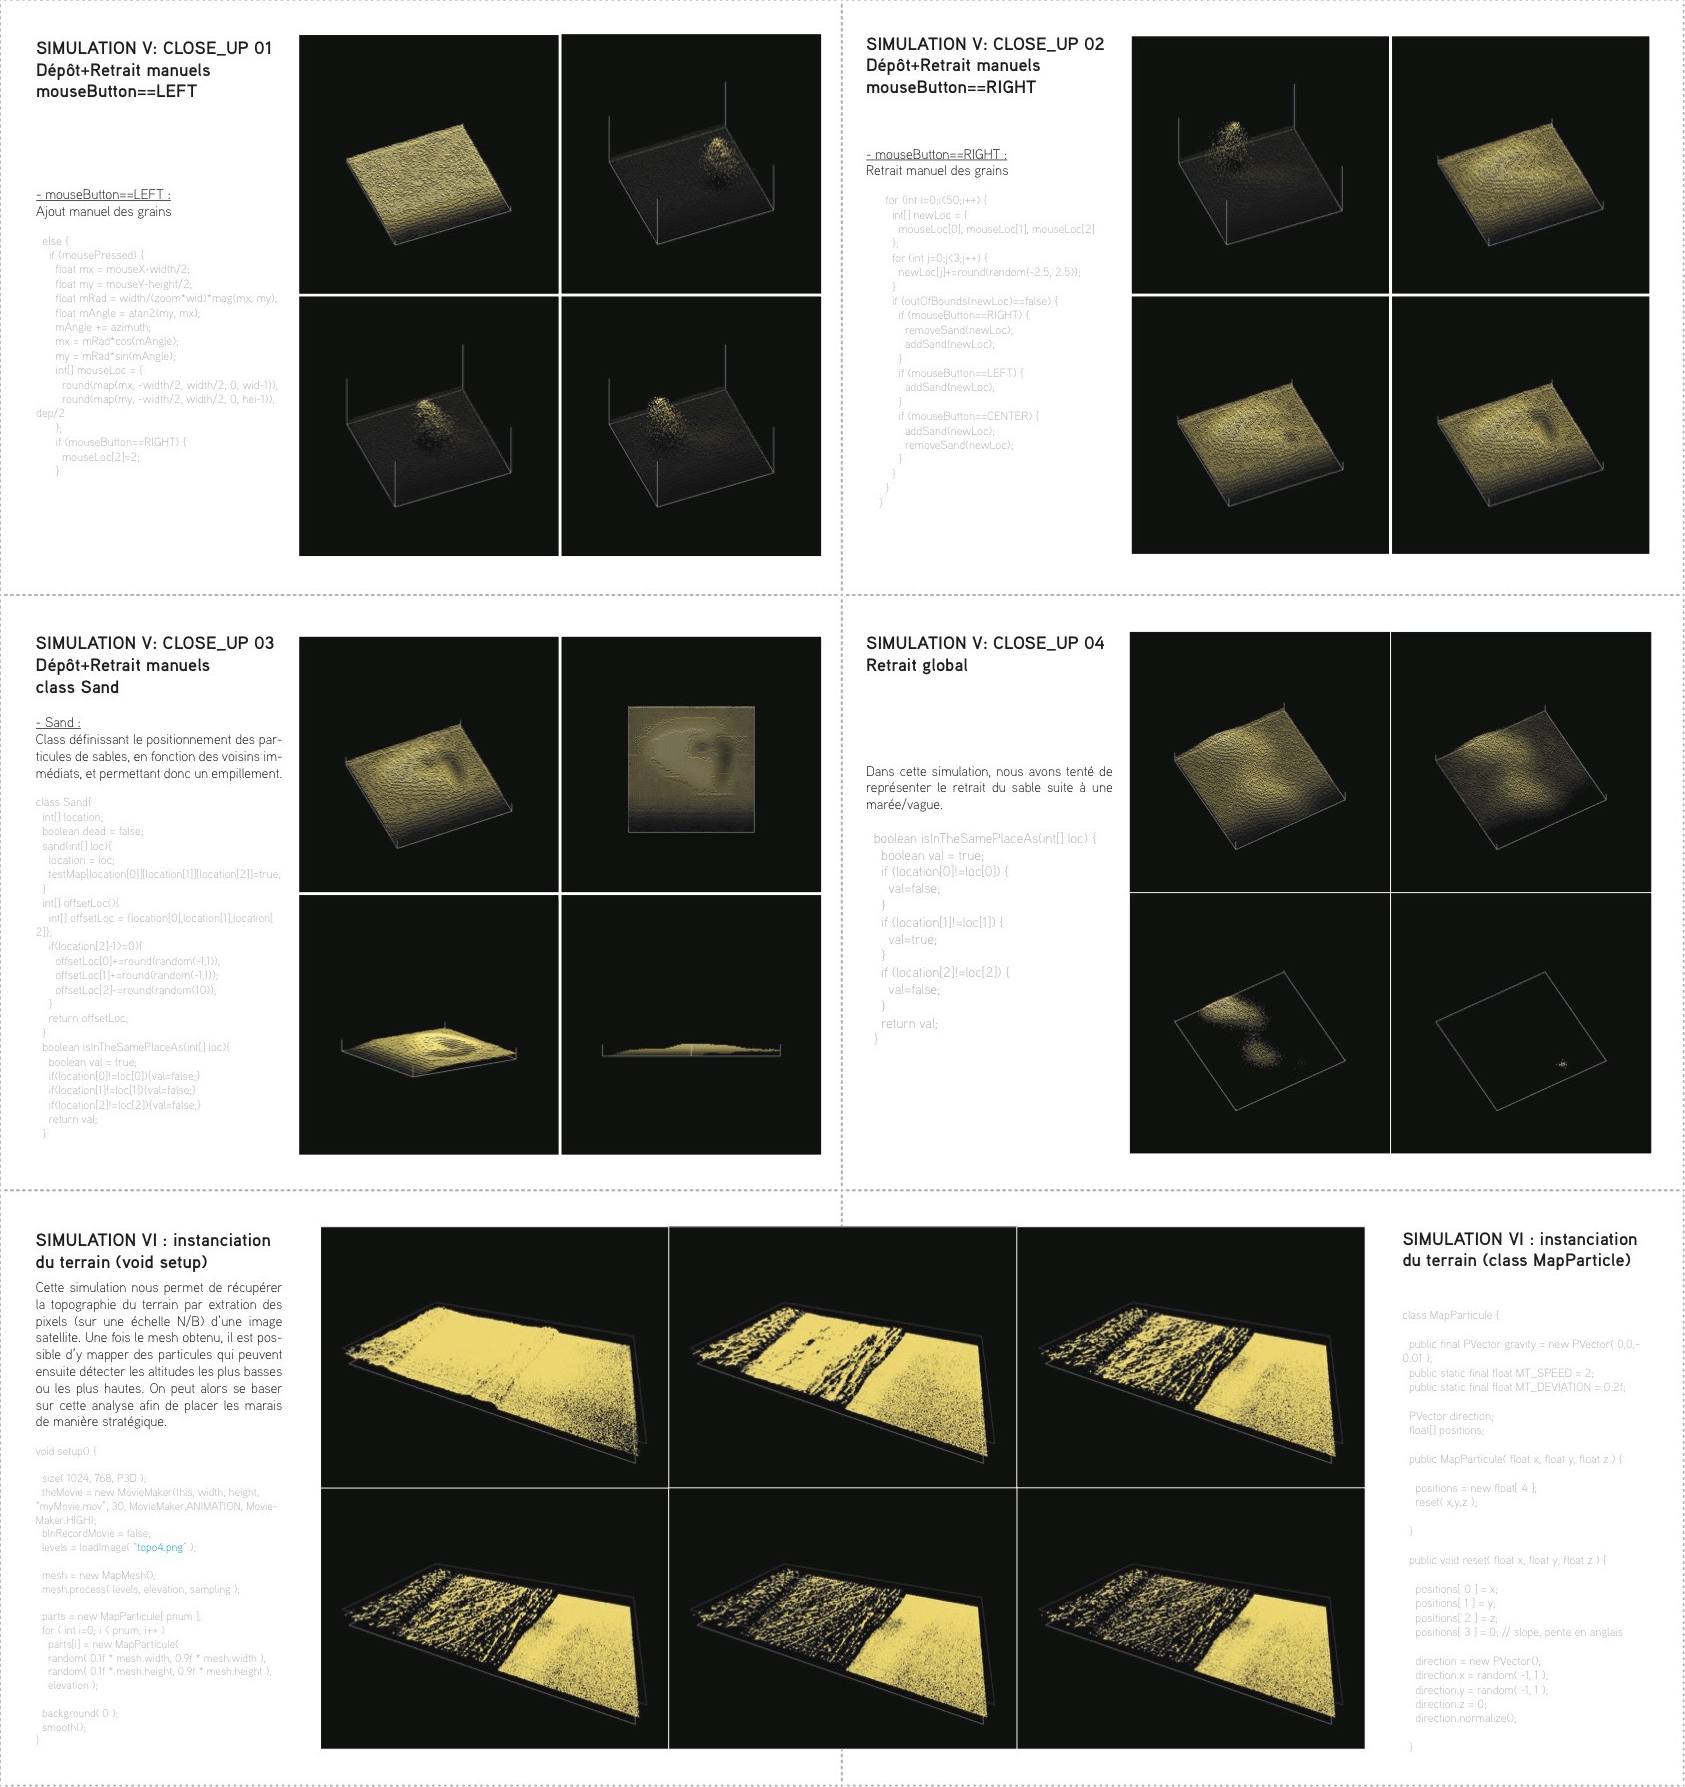 SIMULATION V: CLOSE_UP 01
Dépôt+Retrait manuels
mouseButton==LEFT
- mouseButton==LEFT :
Ajout manuel des grains
else {
if (mousePressed) {
float mx = mouseX-width/2;
float my = mouseY-height/2;
float mRad = width/(zoom*wid)*mag(mx, my);
float mAngle = atan2(my, mx);
mAngle += azimuth;
mx = mRad*cos(mAngle);
my = mRad*sin(mAngle);
int[] mouseLoc = {
round(map(mx, -width/2, width/2, 0, wid-1)),
round(map(my, -width/2, width/2, 0, hei-1)),
dep/2
};
if (mouseButton==RIGHT) {
mouseLoc[2]=2;
}
SIMULATION V: CLOSE_UP 02
Dépôt+Retrait manuels
mouseButton==RIGHT
- mouseButton==RIGHT :
Retrait manuel des grains
for (int i=0;i<50;i++) {
int[] newLoc = {
mouseLoc[0], mouseLoc[1], mouseLoc[2]
};
for (int j=0;j<3;j++) {
newLoc[j]+=round(random(-2.5, 2.5));
}
if (outOfBounds(newLoc)==false) {
if (mouseButton==RIGHT) {
removeSand(newLoc);
addSand(newLoc);
}
if (mouseButton==LEFT) {
addSand(newLoc);
}
if (mouseButton==CENTER) {
addSand(newLoc);
removeSand(newLoc);
}
}
}
}
SIMULATION V: CLOSE_UP 03
Dépôt+Retrait manuels
class Sand
- Sand :
Class définissant le positionnement des par-
ticules de sables, en fonction des voisins im-
médiats, et permettant donc un empillement.
class Sand{
int[] location;
boolean dead = false;
sand(int[] loc){
location = loc;
testMap[location[0]][location[1]][location[2]]=true;
}
int[] offsetLoc(){
int[] offsetLoc = {location[0],location[1],location[
2]};
if(location[2]-1>=0){
offsetLoc[0]+=round(random(-1,1));
offsetLoc[1]+=round(random(-1,1));
offsetLoc[2]-=round(random(10));
}
return offsetLoc;
}
boolean isInTheSamePlaceAs(int[] loc){
boolean val = true;
if(location[0]!=loc[0]){val=false;}
if(location[1]!=loc[1]){val=false;}
if(location[2]!=loc[2]){val=false;}
return val;
}
SIMULATION V: CLOSE_UP 04
Retrait global
Dans cette simulation, nous avons tenté de
représenter le retrait du sable suite à une
marée/vague.
boolean isInTheSamePlaceAs(int[] loc) {
boolean val = true;
if (location[0]!=loc[0]) {
val=false;
}
if (location[1]!=loc[1]) {
val=true;
}
if (location[2]!=loc[2]) {
val=false;
}
return val;
}
SIMULATION VI : instanciation
du terrain (void setup)
Cette simulation nous permet de récupérer
la topographie du terrain par extration des
pixels (sur une échelle N/B) d'une image
satellite. Une fois le mesh obtenu, il est pos-
sible d'y mapper des particules qui peuvent
ensuite détecter les altitudes les plus basses
ou les plus hautes. On peut alors se baser
sur cette analyse afin de placer les marais
de manière stratégique.
void setup() {
size( 1024, 768, P3D );
theMovie = new MovieMaker(this, width, height,
"myMovie.mov", 30, MovieMaker.ANIMATION, Movie-
Maker.HIGH);
bInRecordMovie = false;
levels = loadImage( "topo4.png" );
mesh = new MapMesh();
mesh.process( levels, elevation, sampling );
parts = new MapParticule[ pnum ];
for ( int i=0; i < pnum; i++ )
parts[i] = new MapParticule(
random( 0.1f * mesh.width, 0.9f * mesh.width ),
random( 0.1f * mesh.height, 0.9f * mesh.height ),
elevation );
background( 0 );
smooth();
}
SIMULATION VI : instanciation
du terrain (class MapParticle)
class MapParticule {
public final PVector gravity = new PVector( 0,0,-
0.01 );
public static final float MT_SPEED = 2;
public static final float MT_DEVIATION = 0.2f;
PVector direction;
float[] positions;
public MapParticule( float x, float y, float z ) {
positions = new float[ 4 ];
reset( x,y,z );
}
public void reset( float x, float y, float z ) {
positions[ 0 ] = x;
positions[ 1 ] = y;
positions[ 2 ] = z;
positions[ 3 ] = 0; // slope, pente en anglais
direction = new PVector();
direction.x = random( -1, 1 );
direction.y = random( -1, 1 );
direction.z = 0;
direction.normalize();
}